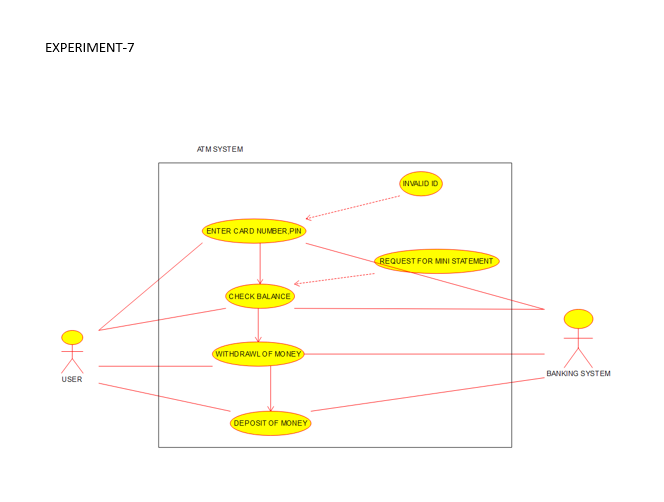 EXPERIMENT-7
ATM SYSTEM
INVALID ID
ENTER CARD NUMBER,PIN
REQUEST FOR MINI STATEMENT
CHECK BALANCE
WITHDRAWL OF MONEY
USER
BANKING SYSTEM
DEPOSIT OF MONEY